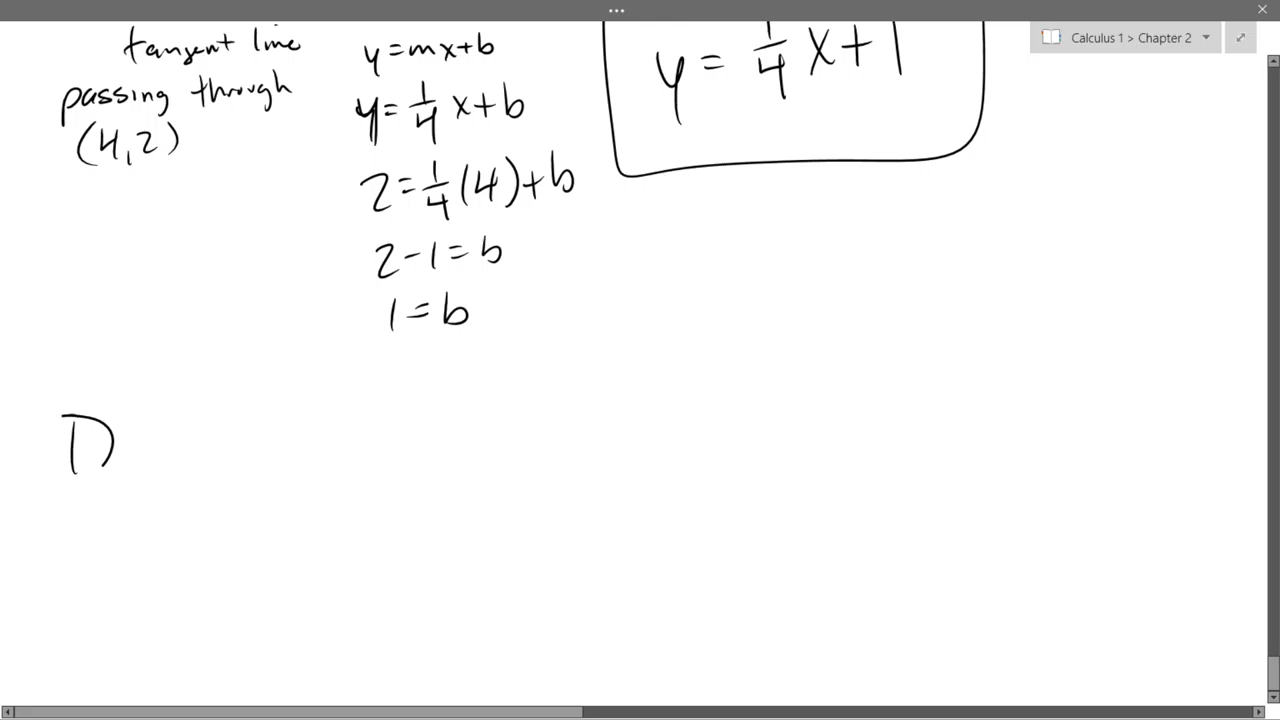 tangent line
passing through
(4,2)
y=mx+b
y=1/4 x+b
2=1/4(4)+b
2-1=b
1=b
y=1/4 x+1
Calculus 1 > Chapter 2
D